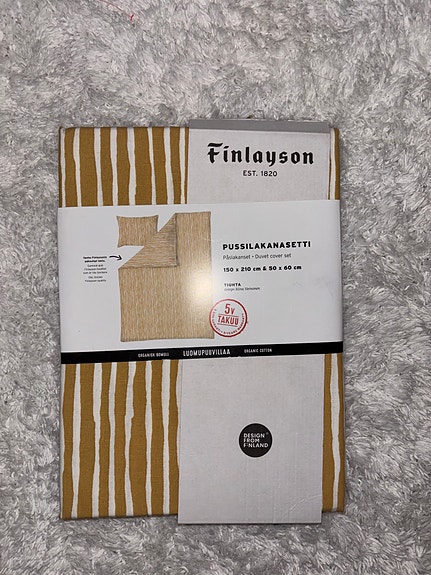 Finlayson
EST. 1820
PUSSILAKANASETTI
Påslakanset • Duvet cover set
150 x 210 cm & 50 x 60 cm
TIUHTA
5V
TAKUU
ORGANISK BOMULL LUOMUPUUVILLAA ORGANIC COTTON
DESIGN
FROM
FINLAND